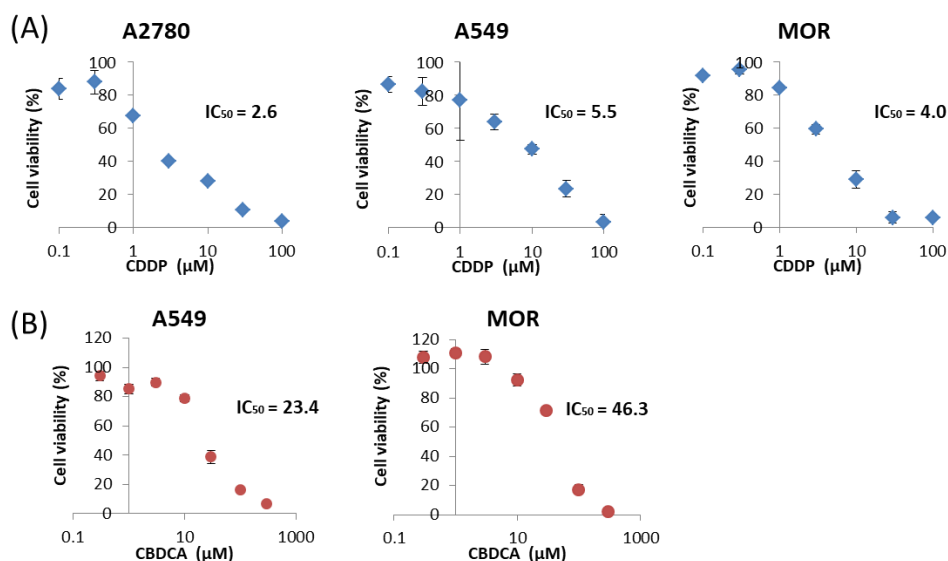 (A)
A2780
A549
MOR
Cell viability (%)
100
80
60
40
20
0
IC₅₀ = 2.6
0.1
1
10
100
CDDP (μM)
Cell viability (%)
100
80
60
40
20
0
IC₅₀ = 5.5
0.1
1
10
100
CDDP (μM)
Cell viability (%)
100
80
60
40
20
0
IC₅₀ = 4.0
0.1
1
10
100
CDDP (μM)
(B)
A549
MOR
Cell viability (%)
120
100
80
60
40
20
0
IC₅₀ = 23.4
0.1
10
1000
CBDCA (μM)
Cell viability (%)
120
100
80
60
40
20
0
IC₅₀ = 46.3
0.1
10
1000
CBDCA (μM)